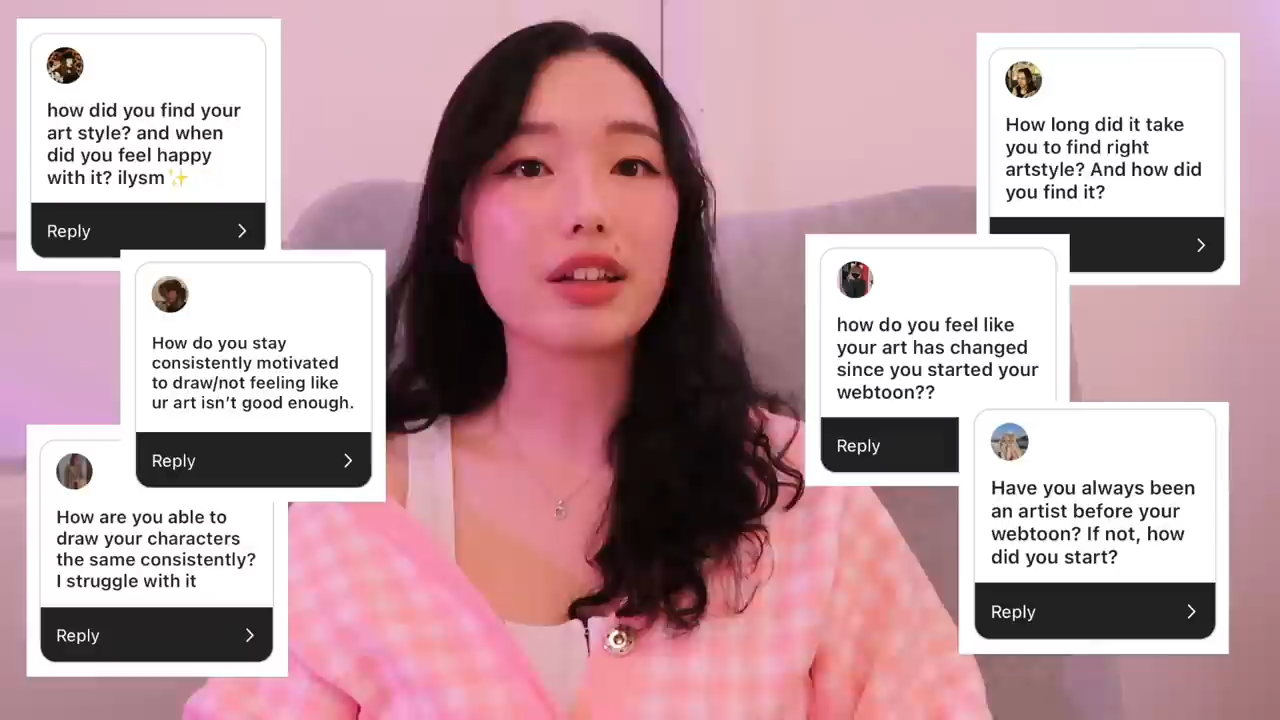 how did you find your
art style? and when
did you feel happy
with it? ilysm✨
Reply
How do you stay
consistently motivated
to draw/not feeling like
ur art isn't good enough.
Reply
How are you able to
draw your characters
the same consistently?
I struggle with it
Reply
How long did it take
you to find right
artstyle? And how did
you find it?
how do you feel like
your art has changed
since you started your
webtoon??
Reply
Have you always been
an artist before your
webtoon? If not, how
did you start?
Reply